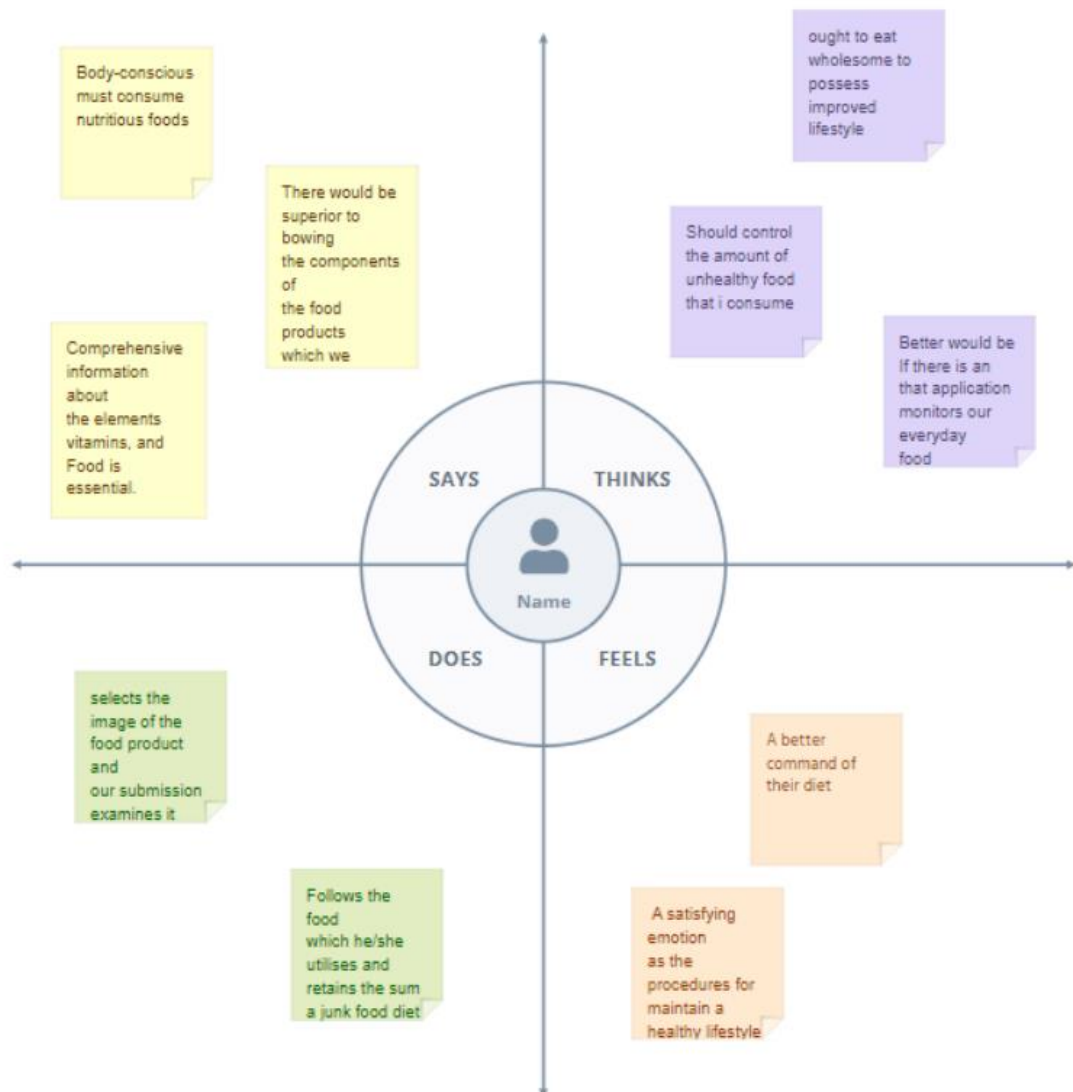 Body-conscious
must consume
nutritious foods
There would be
superior to
bowing
the components
of
the food
products
which we
Comprehensive
information
about
the elements
vitamins, and
Food is
essential.
ought to eat
wholesome to
possess
improved
lifestyle
Should control
the amount of
unhealthy food
that i consume
Better would be
If there is an
that application
monitors our
everyday
food
SAYS
THINKS
Name
DOES
FEELS
selects the
image of the
food product
and
our submission
examines it
Follows the
food
which he/she
utilises and
retains the sum
a junk food diet
A better
command of
their diet
A satisfying
emotion
as the
procedures for
maintain a
healthy lifestyle